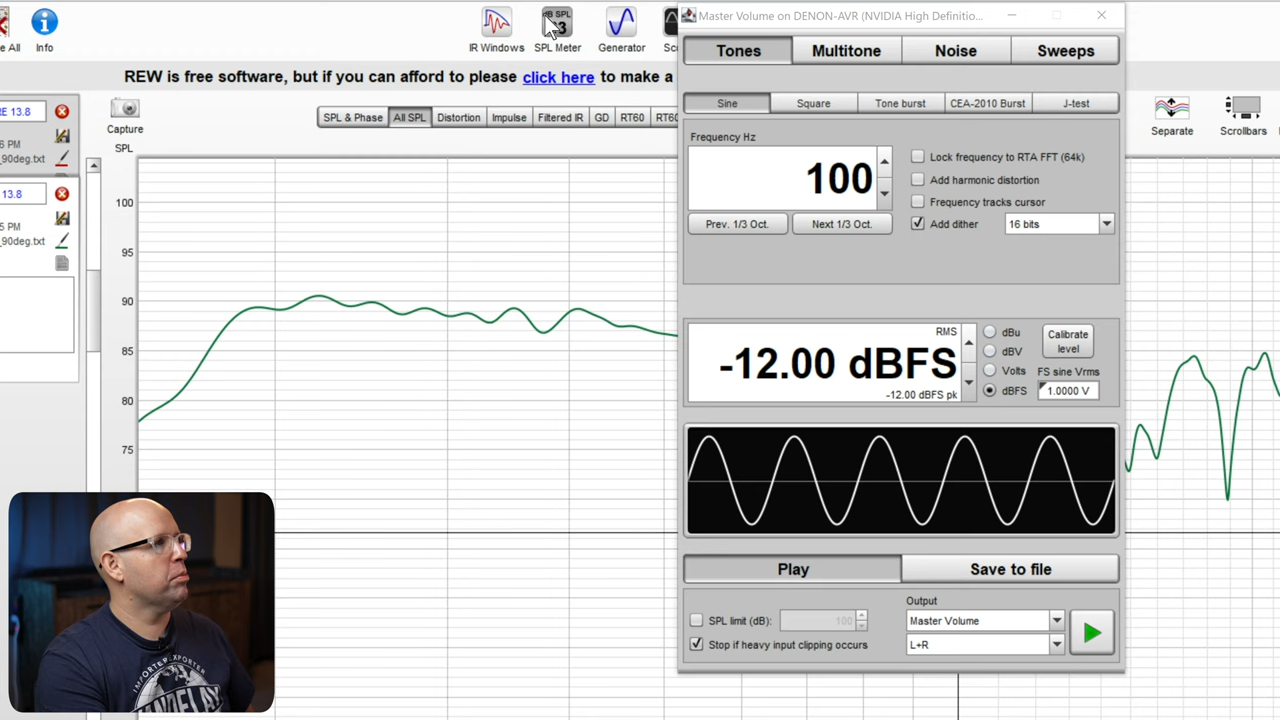 e All
Info
IR Windows
dB SPL
3
SPL Meter
Generator
Sc
REW is free software, but if you can afford to please click here to make a
E 13.8
6 PM
_90deg.txt
13.8
5 PM
_90deg.txt
Capture
SPL & Phase
All SPL
Distortion
Impulse
Filtered IR
GD
RT60
RT60
SPL
100
95
90
85
80
75
Master Volume on DENON-AVR (NVIDIA High Definitio...
Tones
Multitone
Noise
Sweeps
Sine
Square
Tone burst
CEA-2010 Burst
J-test
Frequency Hz
100
Prev. 1/3 Oct.
Next 1/3 Oct.
Lock frequency to RTA FFT (64k)
Add harmonic distortion
Frequency tracks cursor
Add dither
16 bits
RMS
-12.00 dBFS
-12.00 dBFS pk
dBu
dBV
Volts
dBFS
Calibrate
level
FS sine Vrms
1.0000 V
Play
Save to file
SPL limit (dB):
100
Stop if heavy input clipping occurs
Output
Master Volume
L+R
Separate
Scrollbars
IMPORTER EXPORTER